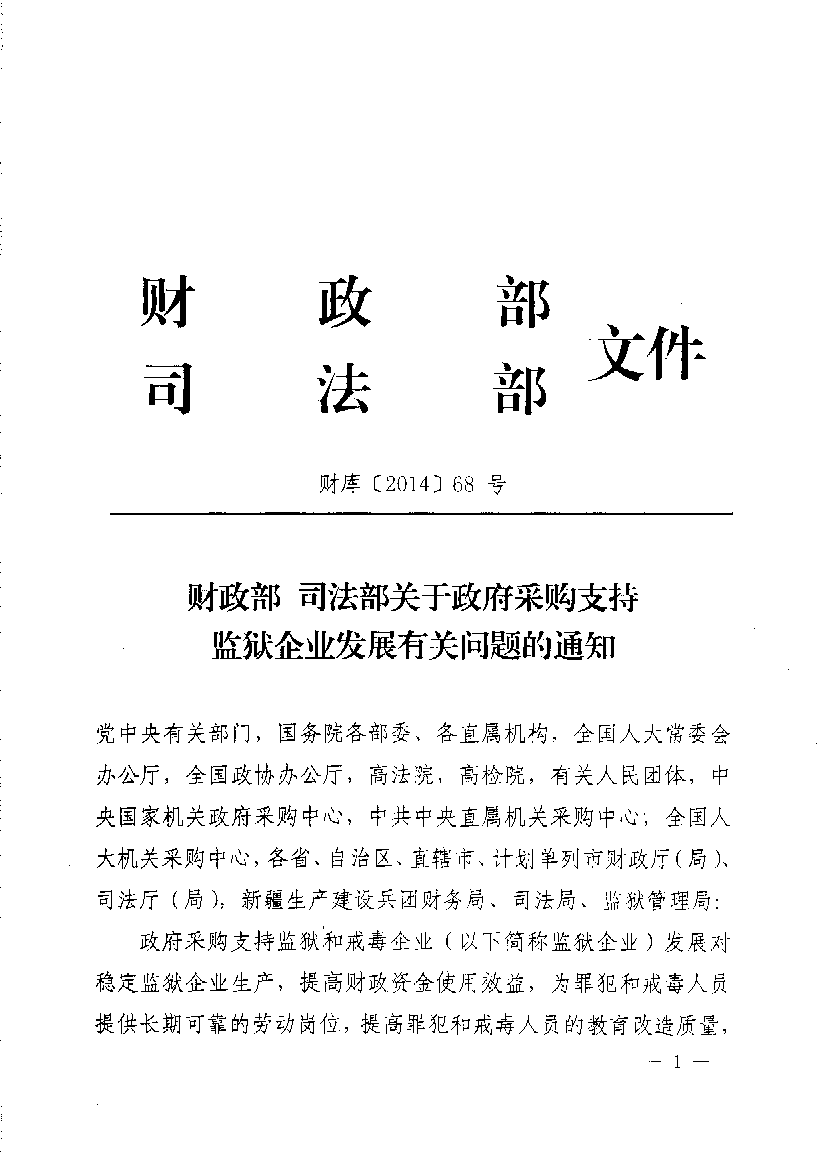 财政部
司法部
文件
财库〔2014〕68 号
财政部 司法部关于政府采购支持
监狱企业发展有关问题的通知
党中央有关部门，国务院各部委、各直属机构，全国人大常委会
办公厅，全国政协办公厅，高法院，高检院，有关人民团体，中
央国家机关政府采购中心，中共中央直属机关采购中心，全国人
大机关采购中心，各省、自治区、直辖市、计划单列市财政厅（局）、
司法厅（局），新疆生产建设兵团财务局、司法局、监狱管理局：
政府采购支持监狱和戒毒企业（以下简称监狱企业）发展对
稳定监狱企业生产，提高财政资金使用效益，为罪犯和戒毒人员
提供长期可靠的劳动岗位，提高罪犯和戒毒人员的教育改造质量，
— 1 —